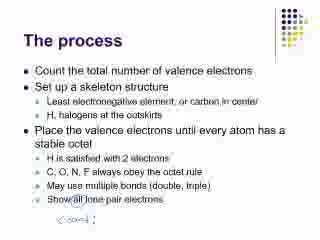 The process
Count the total number of valence electrons
Set up a skeleton structure
Least electronegative element, or carbon in center
H, halogens at the outskirts
Place the valence electrons until every atom has a
stable octet
H is satisfied with 2 electrons
C, O, N, F always obey the octet rule
May use multiple bonds (double, triple)
Show all lone pair electrons